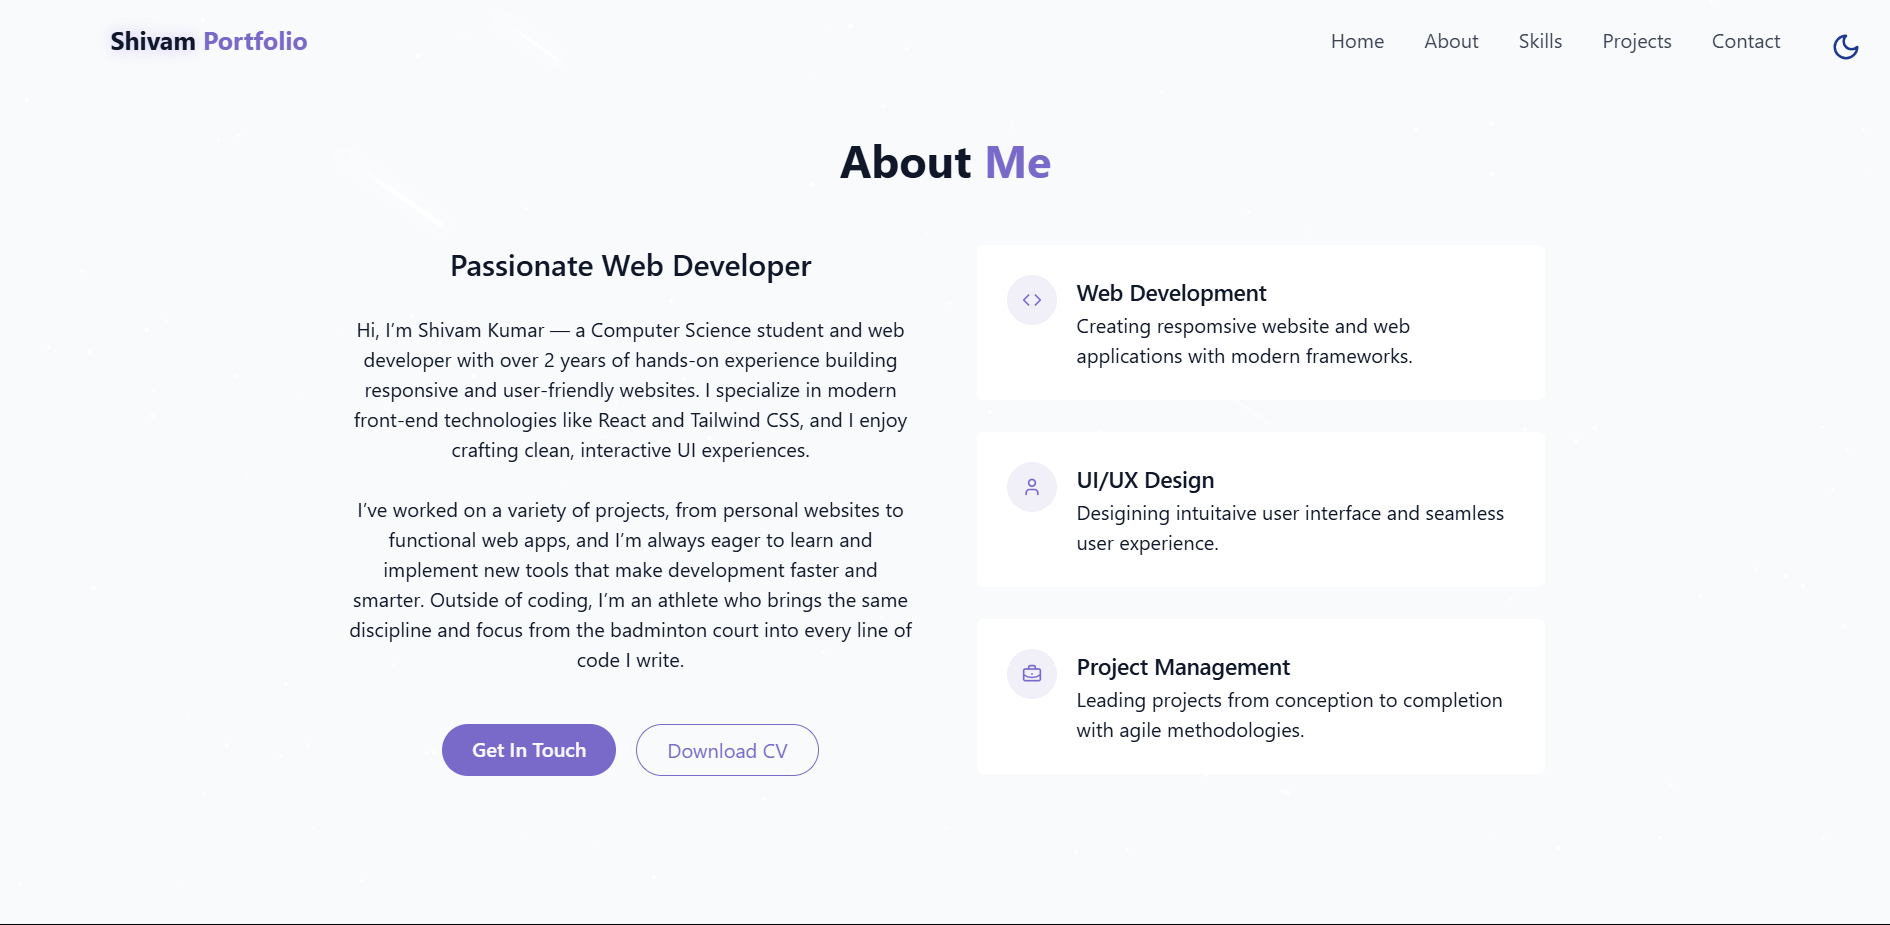 Shivam Portfolio
Home About Skills Projects Contact
About Me
Passionate Web Developer
Hi, I’m Shivam Kumar — a Computer Science student and web
developer with over 2 years of hands-on experience building
responsive and user-friendly websites. I specialize in modern
front-end technologies like React and Tailwind CSS, and I enjoy
crafting clean, interactive UI experiences.
I’ve worked on a variety of projects, from personal websites to
functional web apps, and I’m always eager to learn and
implement new tools that make development faster and
smarter. Outside of coding, I’m an athlete who brings the same
discipline and focus from the badminton court into every line of
code I write.
Get In Touch
Download CV
Web Development
Creating respomsive website and web
applications with modern frameworks.
UI/UX Design
Desigining intuitaive user interface and seamless
user experience.
Project Management
Leading projects from conception to completion
with agile methodologies.